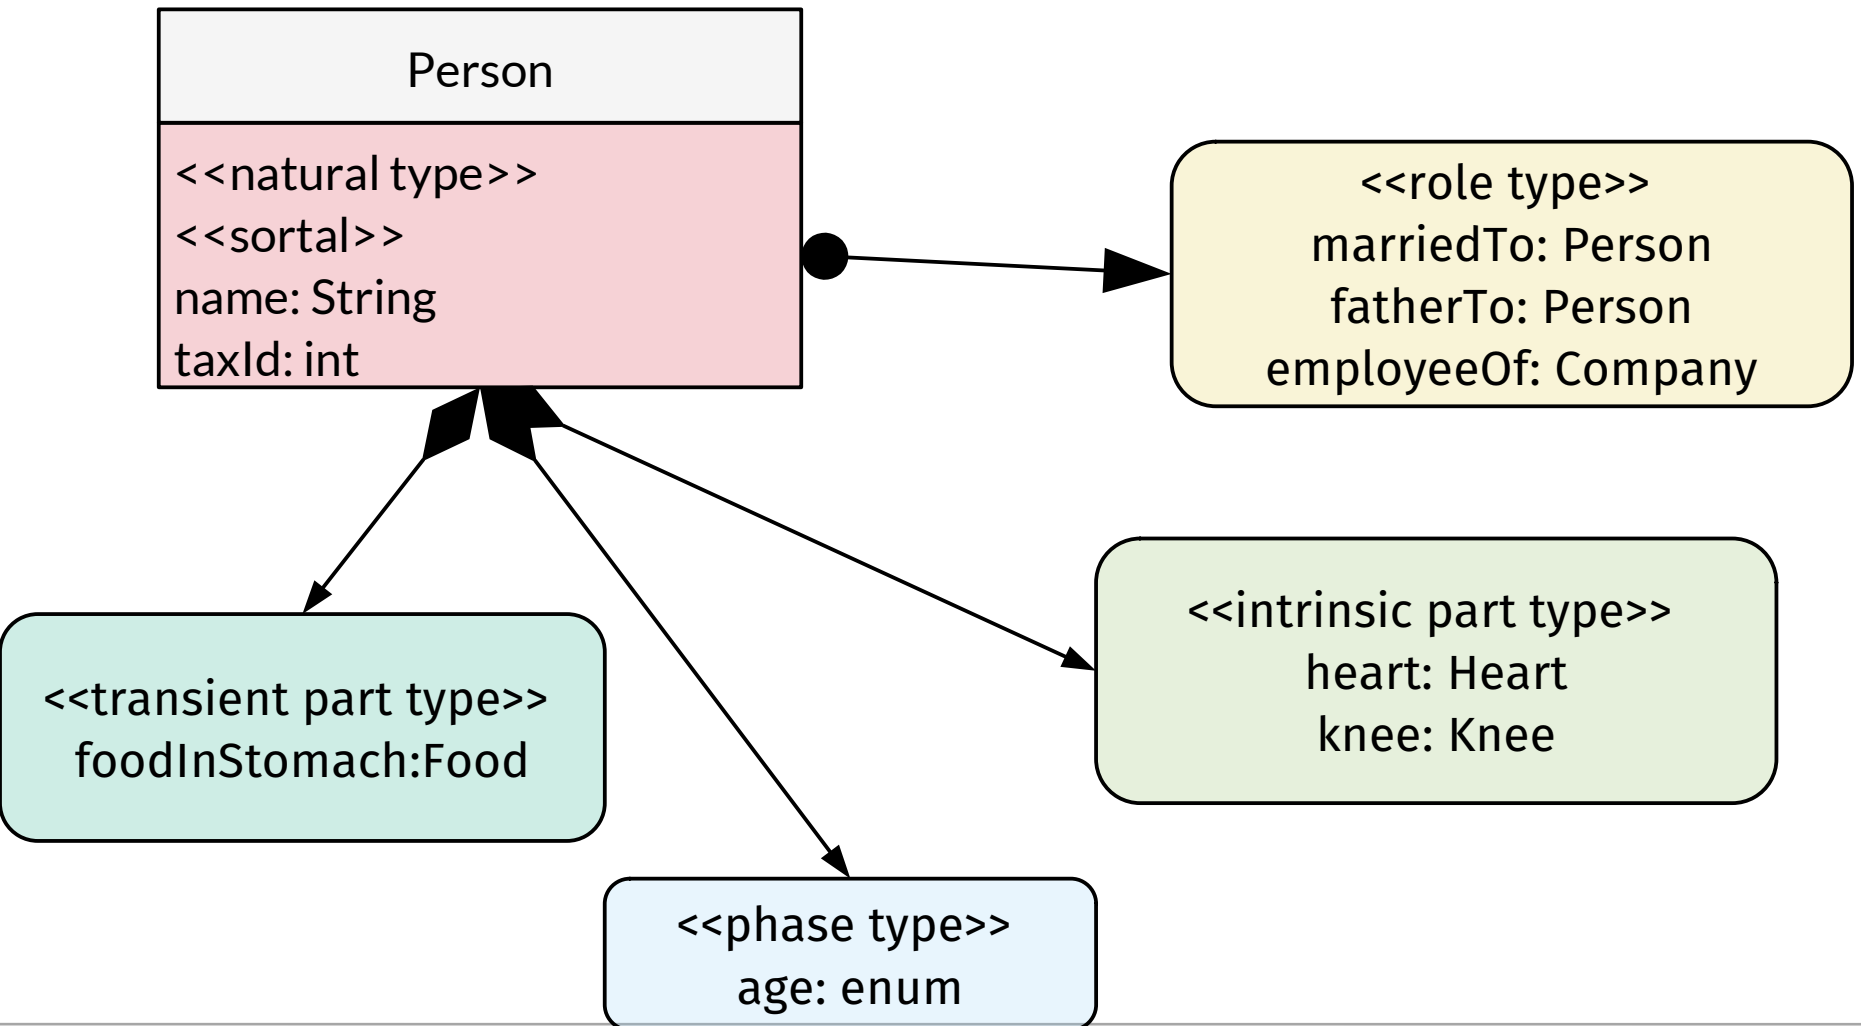 Person
<<natural type>>
<<sortal>>
name: String
taxId: int
<<role type>>
marriedTo: Person
fatherTo: Person
employeeOf: Company
<<intrinsic part type>>
heart: Heart
knee: Knee
<<transient part type>>
foodInStomach:Food
<<phase type>>
age: enum